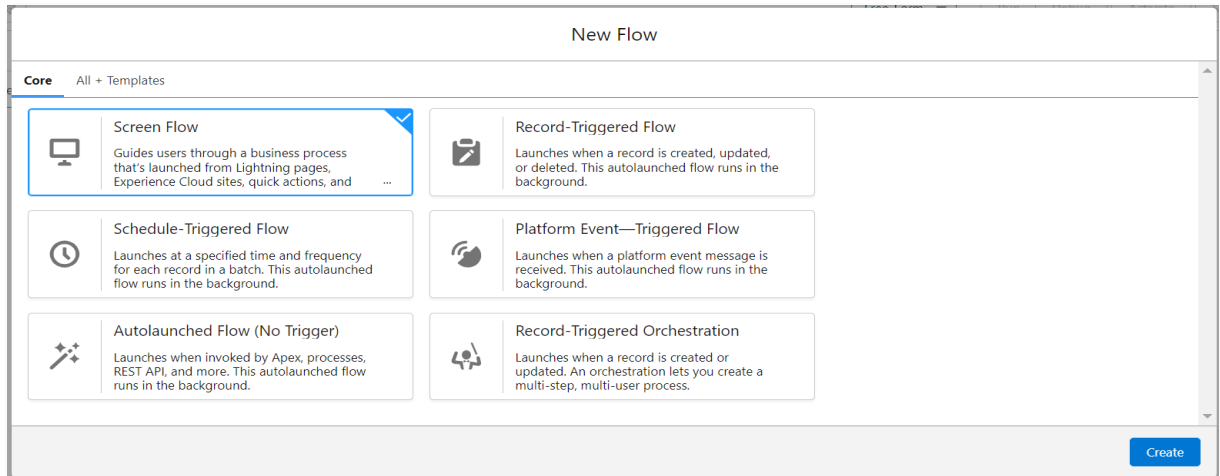 New Flow
Core All + Templates
Screen Flow
Guides users through a business process
that's launched from Lightning pages,
Experience Cloud sites, quick actions, and ...
Record-Triggered Flow
Launches when a record is created, updated,
or deleted. This autolaunched flow runs in the
background.
Schedule-Triggered Flow
Launches at a specified time and frequency
for each record in a batch. This autolaunched
flow runs in the background.
Platform Event—Triggered Flow
Launches when a platform event message is
received. This autolaunched flow runs in the
background.
Autolaunched Flow (No Trigger)
Launches when invoked by Apex, processes,
REST API, and more. This autolaunched flow
runs in the background.
Record-Triggered Orchestration
Launches when a record is created or
updated. An orchestration lets you create a
multi-step, multi-user process.
Create